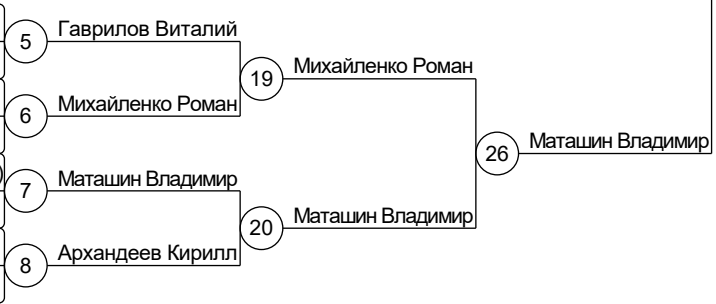 5 Гаврилов Виталий
19 Михайленко Роман
6 Михайленко Роман
26 Маташин Владимир
7 Маташин Владимир
20 Маташин Владимир
8 Архандеев Кирилл
)